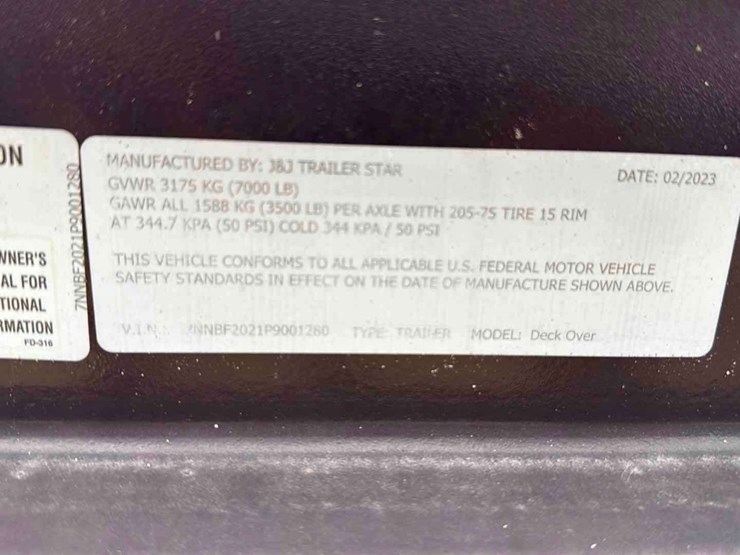 ON
WNER'S
AL FOR
TIONAL
RMATION
FD-316
7NNBF2021P9001280
MANUFACTURED BY: J&J TRAILER STAR
DATE: 02/2023
GVWR 3175 KG (7000 LB)
GAWR ALL 1588 KG (3500 LB) PER AXLE WITH 205-75 TIRE 15 RIM
AT 344.7 KPA (50 PSI) COLD 344 KPA / 50 PSI
THIS VEHICLE CONFORMS TO ALL APPLICABLE U.S. FEDERAL MOTOR VEHICLE
SAFETY STANDARDS IN EFFECT ON THE DATE OF MANUFACTURE SHOWN ABOVE.
V.I.N.: 7NNBF2021P9001280 TYPE: TRAILER MODEL: Deck Over